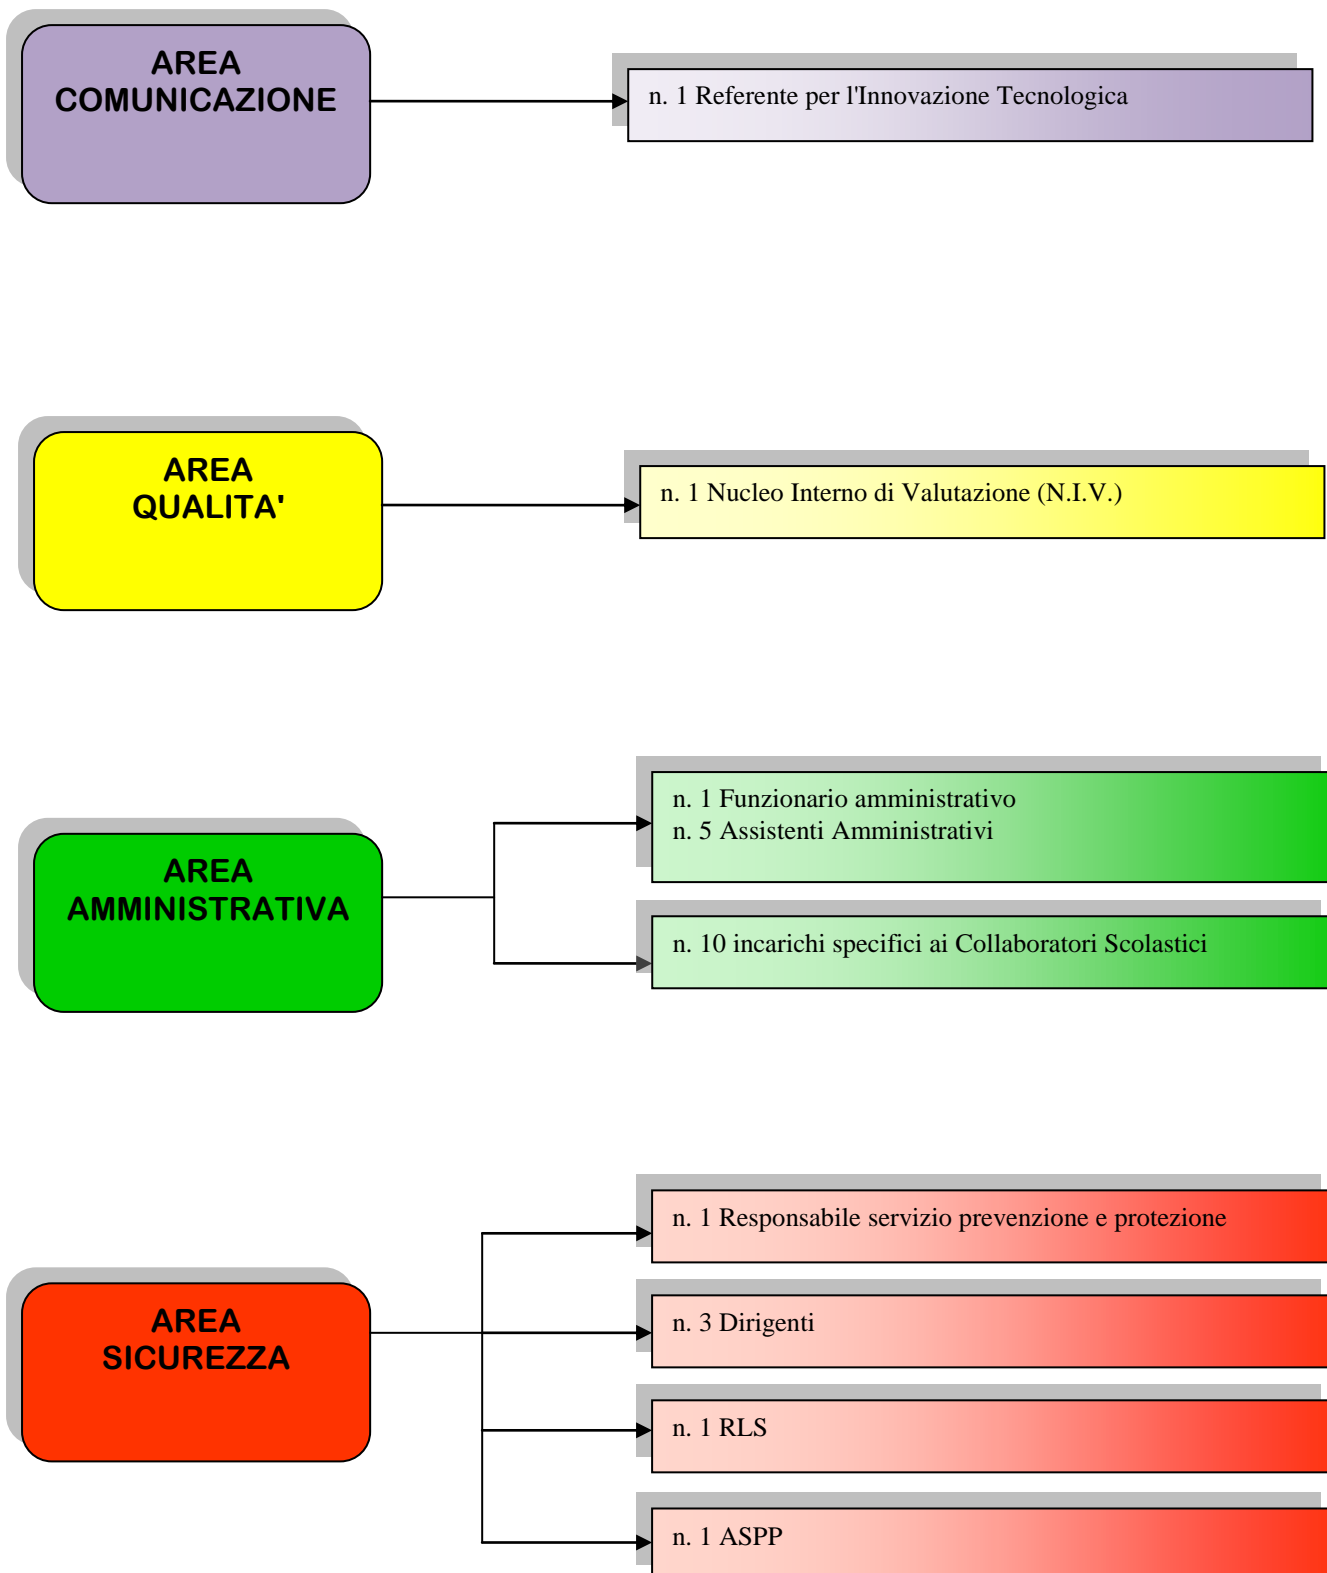 AREA
COMUNICAZIONE
n. 1 Referente per l'Innovazione Tecnologica
AREA
QUALITA'
n. 1 Nucleo Interno di Valutazione (N.I.V.)
AREA
AMMINISTRATIVA
n. 1 Funzionario amministrativo
n. 5 Assistenti Amministrativi
n. 10 incarichi specifici ai Collaboratori Scolastici
AREA
SICUREZZA
n. 1 Responsabile servizio prevenzione e protezione
n. 3 Dirigenti
n. 1 RLS
n. 1 ASPP